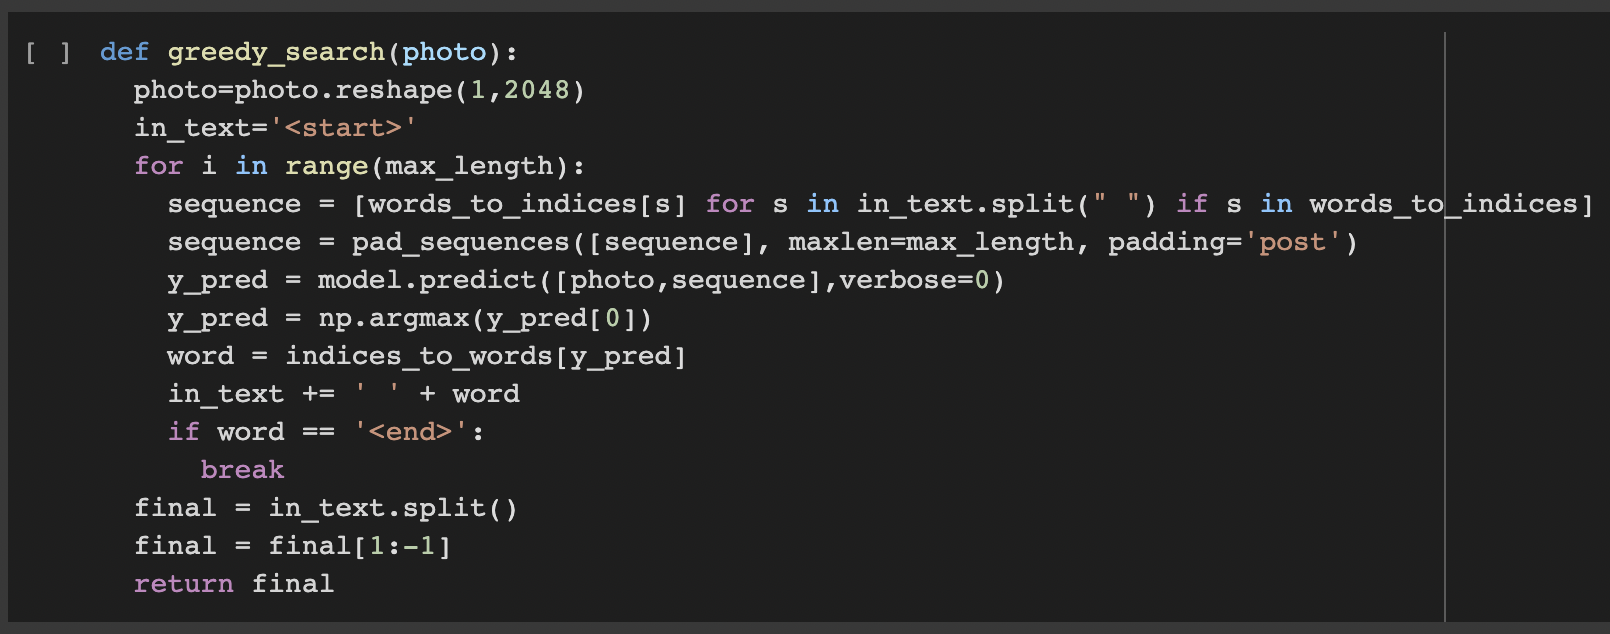 [ ] def greedy_search(photo):
photo=photo.reshape(1,2048)
in_text='<start>'
for i in range(max_length):
sequence = [words_to_indices[s] for s in in_text.split(" ") if s in words_to_indices]
sequence = pad_sequences([sequence], maxlen=max_length, padding='post')
y_pred = model.predict([photo,sequence],verbose=0)
y_pred = np.argmax(y_pred[0])
word = indices_to_words[y_pred]
in_text += ' ' + word
if word == '<end>':
break
final = in_text.split()
final = final[1:-1]
return final